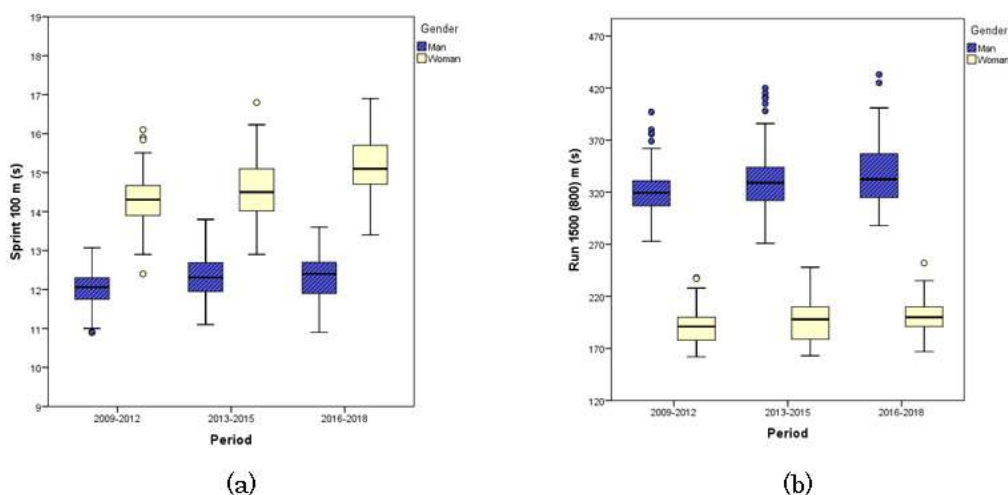 Sprint 100 m (s)
19
18
17
16
15
14
13
12
11
10
9
2009-2012
2013-2015
2016-2018
Period
Gender
Man
Woman
(a)
Run 1500 (800) m (s)
470
420
370
320
270
220
170
120
2009-2012
2013-2015
2016-2018
Period
Gender
Man
Woman
(b)